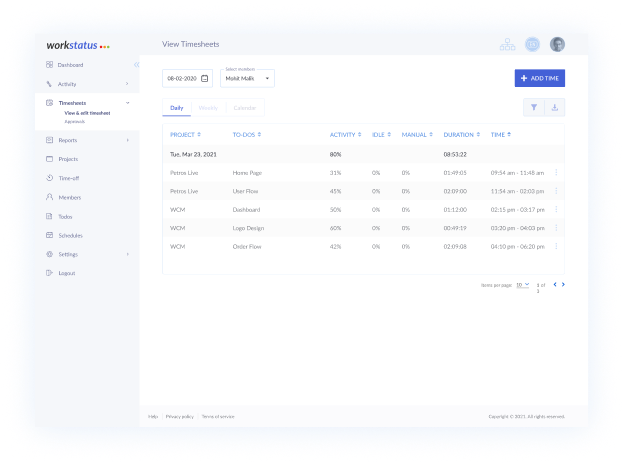 workstatus
View Timesheets
Dashboard
Activity
Timesheets
View & edit timesheet
Approvals
Reports
Projects
Time-off
Members
Todos
Schedules
Settings
Logout
Select members
08-02-2020
Mohit Malik
+ ADD TIME
Daily Weekly Calendar
PROJECT TO-DOS ACTIVITY IDLE MANUAL DURATION TIME
Tue, Mar 23, 2021 80% 08:53:22
Petros Live Home Page 31% 0% 0% 01:49:03 09:54 am - 11:48 am
Petros Live User Flow 45% 0% 0% 02:09:00 11:54 am - 02:03 pm
WCM Dashboard 50% 0% 0% 01:12:00 02:15 pm - 03:17 pm
WCM Logo Design 60% 0% 0% 00:49:19 03:20 pm - 04:03 pm
WCM Order Flow 42% 0% 0% 02:09:08 04:10 pm - 06:20 pm
Items per page: 10 1 of
1
Help Privacy policy Terms of service
Copyright © 2021. All rights reserved.